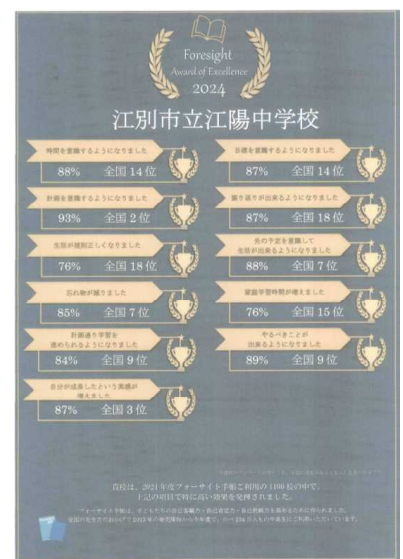 Foresight
Award of Excellence
2024
江別市立江陽中学校
時間を意識するようになりました
88% 全国 14 位
目標を意識するようになりました
87% 全国 14 位
計画を意識するようになりました
93% 全国 2 位
振り返りが出来るようになりました
87% 全国 18 位
生活が規則正しくなりました
76% 全国 18 位
先の予定を意識して
生活が出来るようになりました
88% 全国 7 位
忘れ物が減りました
85% 全国 7 位
家庭学習時間が増えました
76% 全国 15 位
計画通り学習を
進められるようになりました
84% 全国 9 位
やるべきことが
出来るようになりました
89% 全国 9 位
自分が成長したという実感が
増えました
87% 全国 3 位
貴校は、2024年度フォーサイト手帳ご利用の1100校の中で、
上記の項目で特に高い効果を発揮されました。